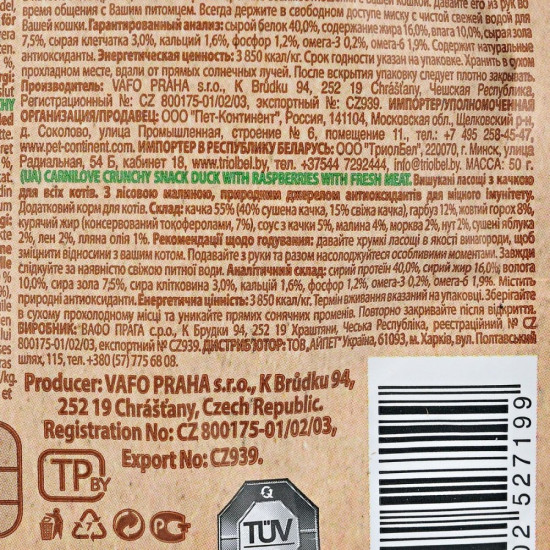 время общения с Вашим питомцем. Всегда держите в свободном доступе миску с чистой свежей водой для
кошки. Гарантированный анализ: сырой белок 40,0%, содержание жира 16,0%, влага 10,0%, сырая зола
7,5%, сырая клетчатка 3,0%, кальций 1,6%, фосфор 1,2%, омега-3 0,2%, омега-6 1,9%. Содержит натуральные
антиоксиданты. Энергетическая ценность: 3 850 ккал/кг. Срок годности указан на упаковке. Хранить в сухом
прохладном месте, вдали от прямых солнечных лучей. После вскрытия упаковку следует плотно закрывать.
Производитель: VAFO PRAHA s.r.o., K Brůdku 94, 252 19 Chrášťany, Чешская Республика,
Регистрационный №: CZ 800175-01/02/03, экспортный №: CZ939. ИМПОРТЕР/УПОЛНОМОЧЕННАЯ
ОРГАНИЗАЦИЯ/ПРОДАВЕЦ: ООО "Пет-Континент", Россия, 141104, Московская область, Щелковский р-н,
д. Соколово, улица Промышленная, строение № 6, помещение 11., тел.: +7 495 258-45-47,
www.pet-continent.com. ИМПОРТЕР В РЕСПУБЛИКУ БЕЛАРУСЬ: ООО"ТриолБел", 220070, г. Минск, улица
Радиальная, 54 Б, кабинет 18, www.triolbel.by, тел. +37544 7292444, info@triolbel.by. МАССА: 50 г.
(UA) CARNILOVE CRUNCHY SNACK DUCK WITH RASPBERRIES WITH FRESH MEAT. Вишукані ласощі з качкою
для всіх котів. З лісовою малиною, природним джерелом антиоксидантів для міцного імунітету.
Додатковий корм для котів. Склад: качка 55% (40% сушена качка, 15% свіжа качка), гарбуз 12%, жовтий горох 8%,
курячий жир (консервований токоферолами, 7%), соус з качки 5%, малина 4%, морква 2%, нут 2%, сушені яблука
2%, лен 2%, лляна олія 1%. Рекомендації щодо годування: давайте хрумкі ласощі в якості винагороди, щоб
зміцнити відносини з вашим котом. Подавайте з руки та разом насолоджуйтеся особливими моментами. Завжди
слідкуйте за наятністю свіжою питної води. Аналітичний склад: сирий протеїн 40,0%, сирий жир 16,0%, волога
10,0%, сира зола 7,5%, сира клітковина 3,0%, кальцій 1,6%, фосфор 1,2%, омега-3 0,2%, омега-6 1,9%. Містить
природні антиоксиданти. Енергетична цінність: 3 850 ккал/кг. Термін вживання вказаний на упаковці. Зберігайте
в сухому прохолодному місці та уникайте прямих сонячних променів. Повторно закривайте після відкриття.
ВИРОБНИК: ВАФО ПРАГА с.р.о., К Брудки 94, 252 19 Храштяни, Чеська Республіка, реєстраційний № CZ
800175-01/02/03, експортний № CZ939. ДИСТРИБ'ЮТОР: ТОВ „АЙПЕТ"Україна, 61093, м. Харків, вул. Полтавський
шлях, 115, тел.+380 (57) 775 68 08.
Producer: VAFO PRAHA s.r.o., K Brůdku 94,
252 19 Chrášťany, Czech Republic.
Registration No: CZ 800175-01/02/03,
Export No: CZ939.
TP BY
7
TÜV
02 527199